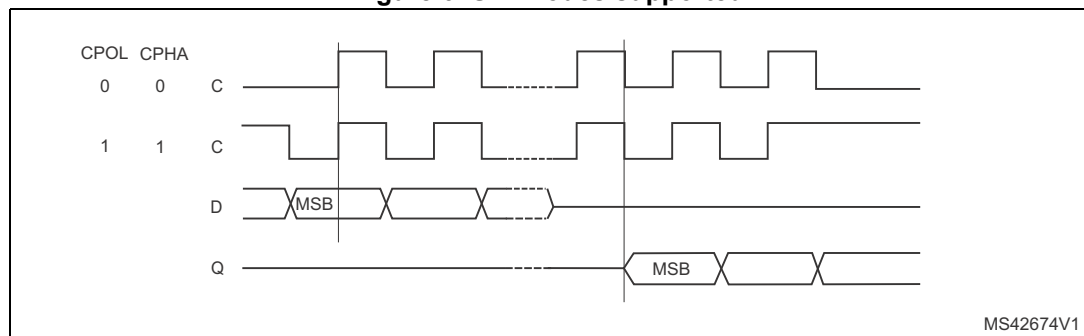 CPOL CPHA
0 0 C
1 1 C
D MSB
Q MSB
MS42674V1